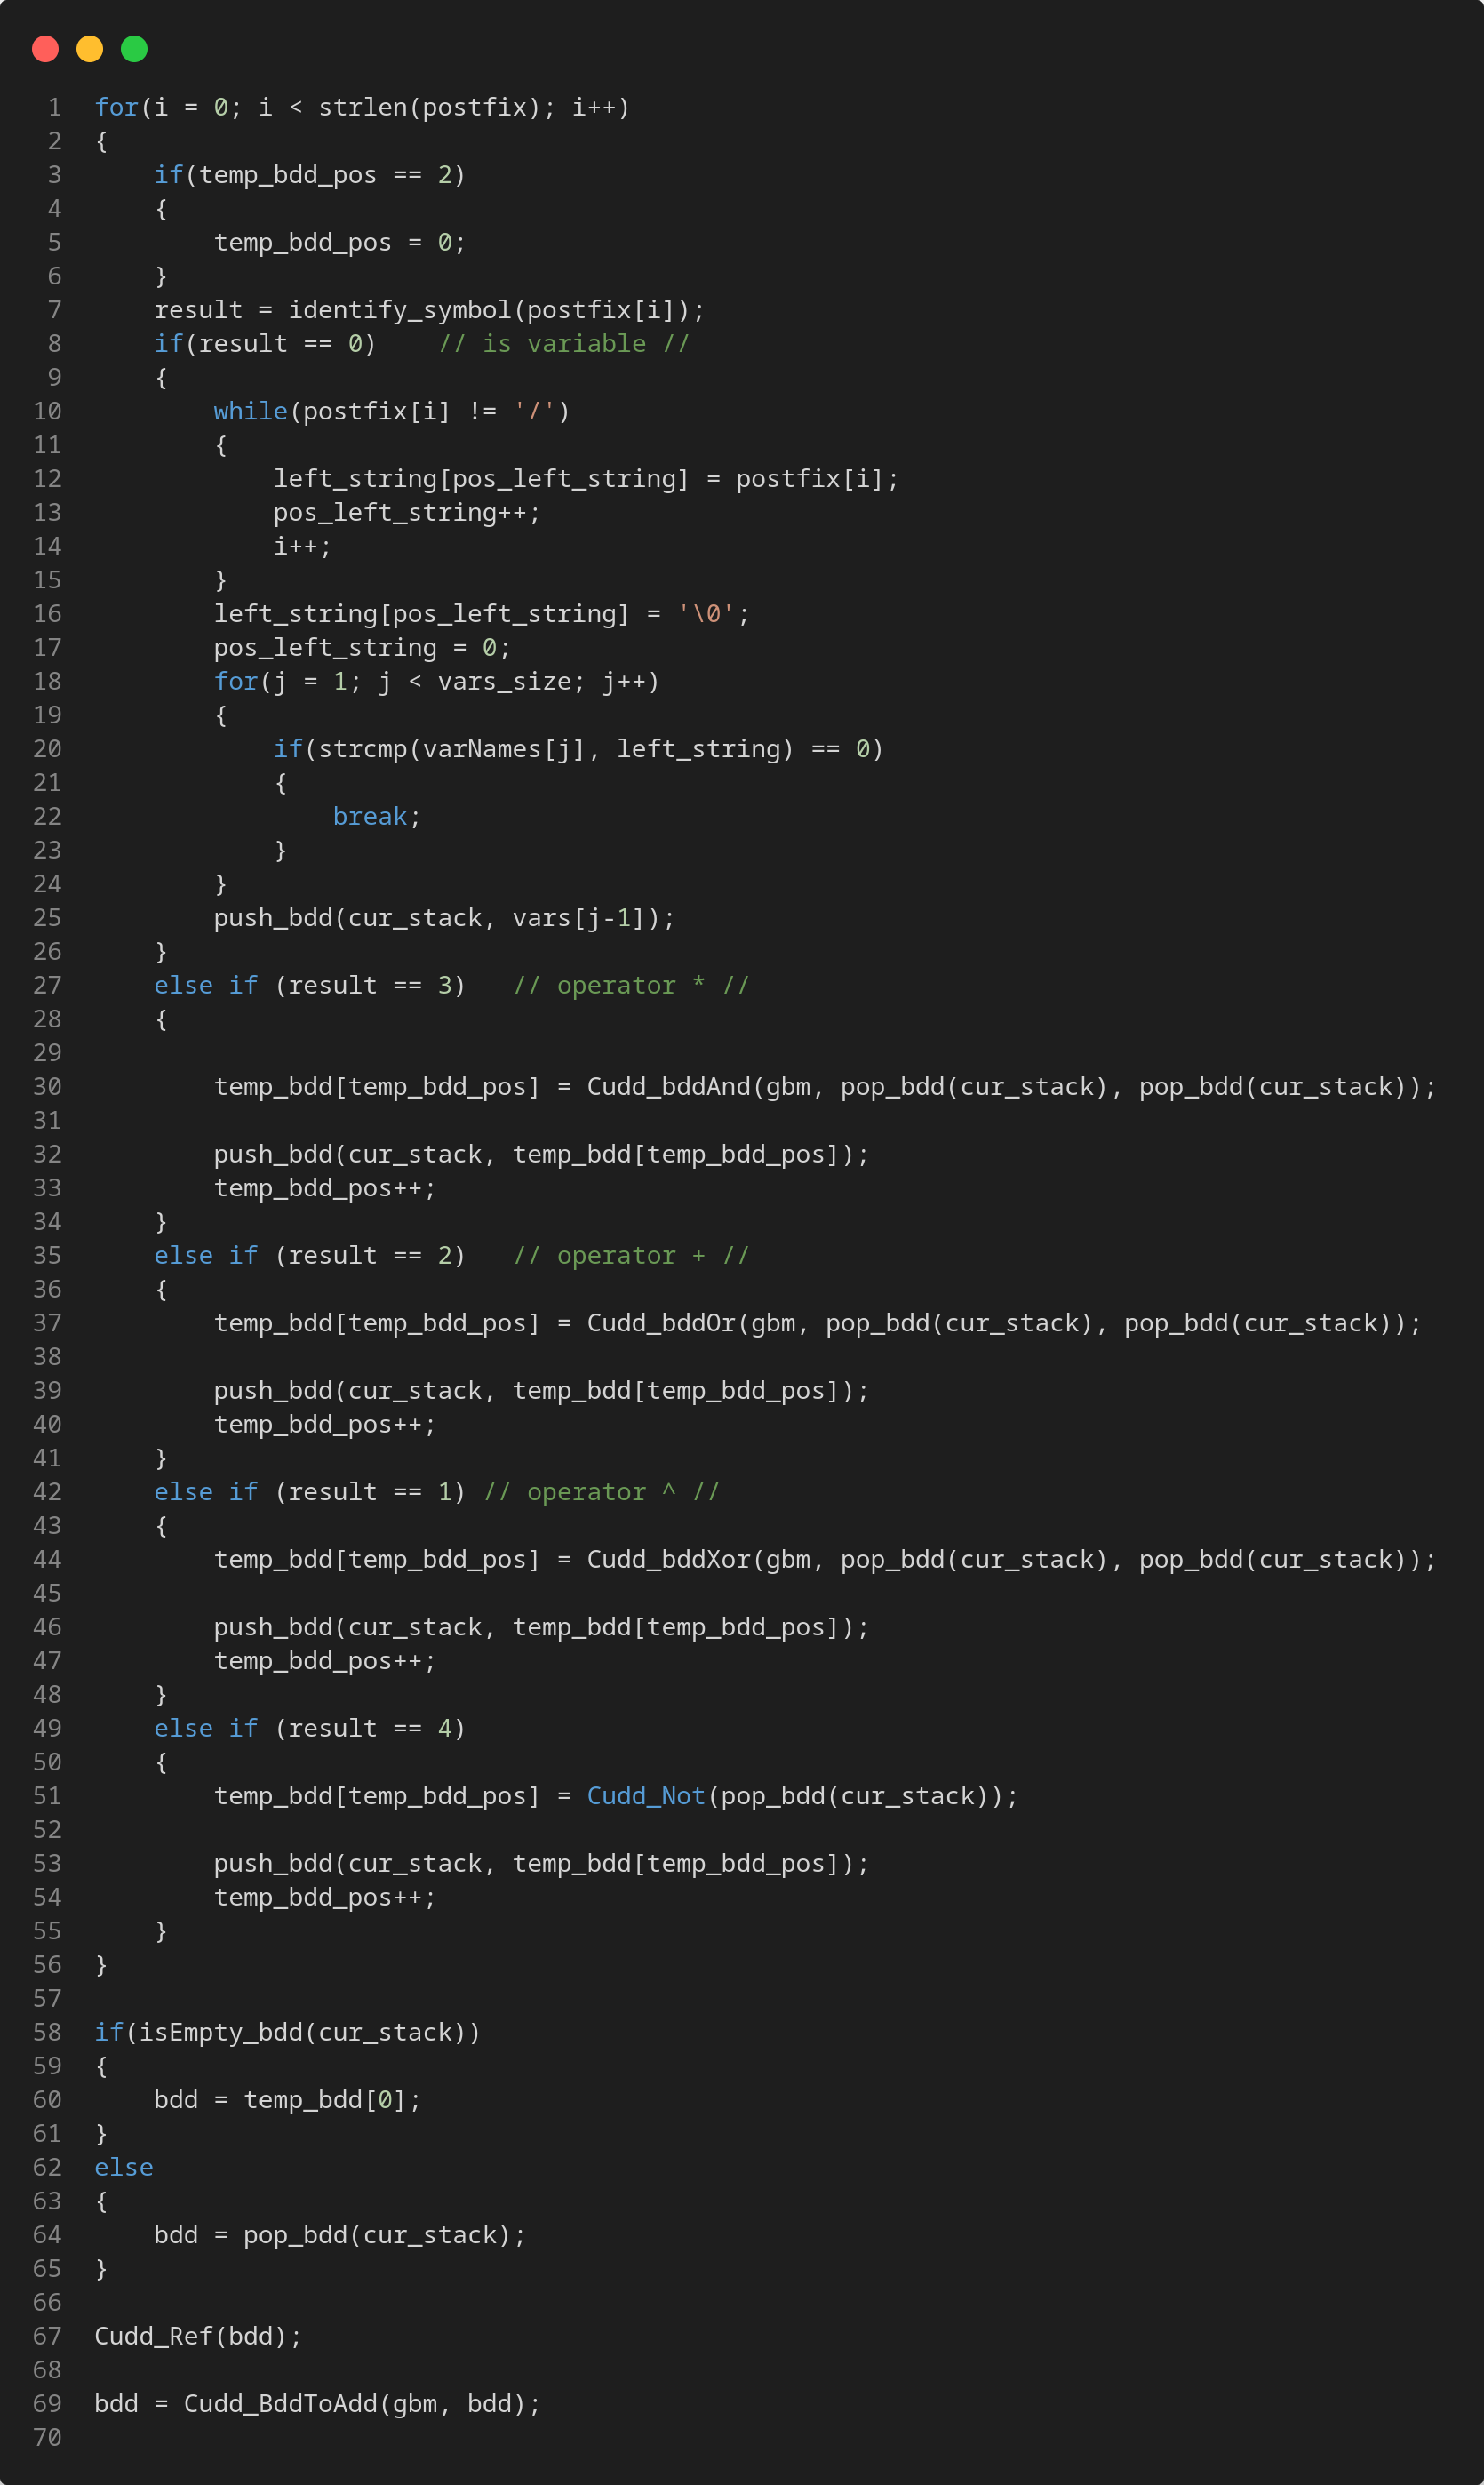 1 for(i = 0; i < strlen(postfix); i++)
2 {
3     if(temp_bdd_pos == 2)
4     {
5         temp_bdd_pos = 0;
6     }
7     result = identify_symbol(postfix[i]);
8     if(result == 0)    // is variable //
9     {
10         while(postfix[i] != '/')
11         {
12             left_string[pos_left_string] = postfix[i];
13             pos_left_string++;
14             i++;
15         }
16         left_string[pos_left_string] = '\0';
17         pos_left_string = 0;
18         for(j = 1; j < vars_size; j++)
19         {
20             if(strcmp(varNames[j], left_string) == 0)
21             {
22                 break;
23             }
24         }
25         push_bdd(cur_stack, vars[j-1]);
26     }
27     else if (result == 3)   // operator * //
28     {
29
30         temp_bdd[temp_bdd_pos] = Cudd_bddAnd(gbm, pop_bdd(cur_stack), pop_bdd(cur_stack));
31
32         push_bdd(cur_stack, temp_bdd[temp_bdd_pos]);
33         temp_bdd_pos++;
34     }
35     else if (result == 2)   // operator + //
36     {
37         temp_bdd[temp_bdd_pos] = Cudd_bddOr(gbm, pop_bdd(cur_stack), pop_bdd(cur_stack));
38
39         push_bdd(cur_stack, temp_bdd[temp_bdd_pos]);
40         temp_bdd_pos++;
41     }
42     else if (result == 1) // operator ^ //
43     {
44         temp_bdd[temp_bdd_pos] = Cudd_bddXor(gbm, pop_bdd(cur_stack), pop_bdd(cur_stack));
45
46         push_bdd(cur_stack, temp_bdd[temp_bdd_pos]);
47         temp_bdd_pos++;
48     }
49     else if (result == 4)
50     {
51         temp_bdd[temp_bdd_pos] = Cudd_Not(pop_bdd(cur_stack));
52
53         push_bdd(cur_stack, temp_bdd[temp_bdd_pos]);
54         temp_bdd_pos++;
55     }
56 }
57
58 if(isEmpty_bdd(cur_stack))
59 {
60     bdd = temp_bdd[0];
61 }
62 else
63 {
64     bdd = pop_bdd(cur_stack);
65 }
66
67 Cudd_Ref(bdd);
68
69 bdd = Cudd_BddToAdd(gbm, bdd);
70